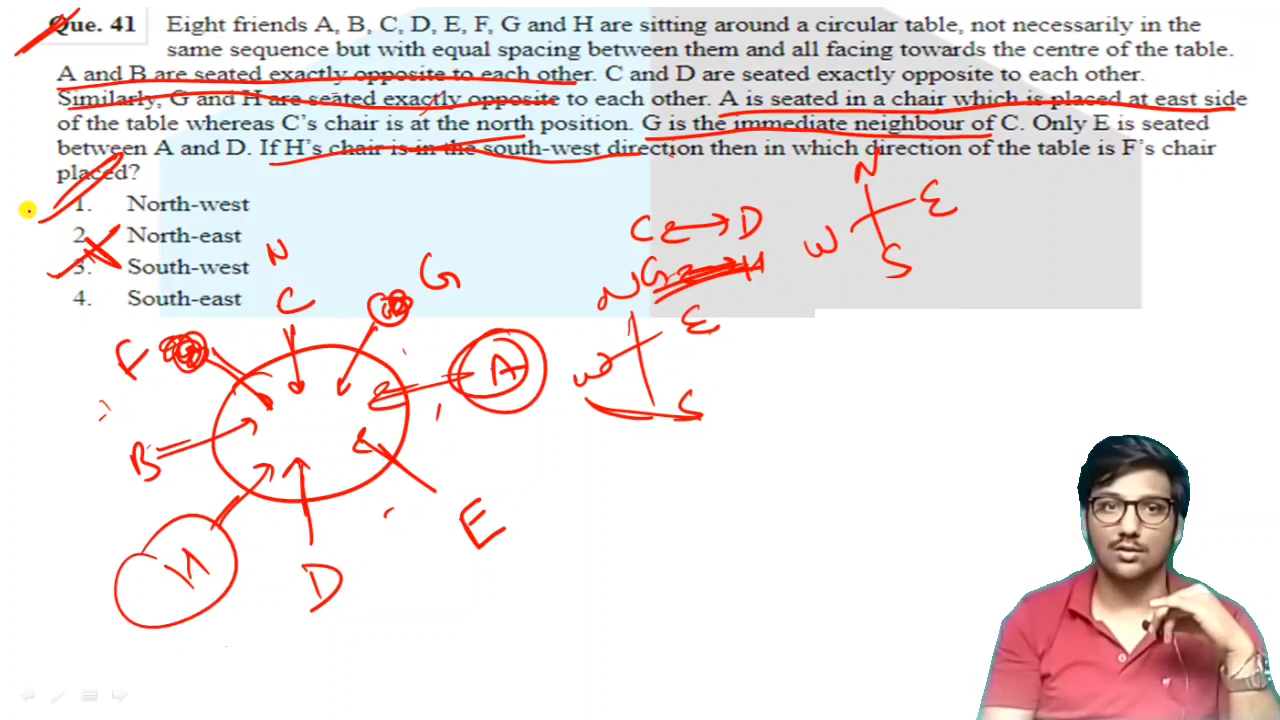 Que. 41 Eight friends A, B, C, D, E, F, G and H are sitting around a circular table, not necessarily in the
same sequence but with equal spacing between them and all facing towards the centre of the table.
A and B are seated exactly opposite to each other. C and D are seated exactly opposite to each other.
Similarly, G and H are seated exactly opposite to each other. A is seated in a chair which is placed at east side
of the table whereas C's chair is at the north position. G is the immediate neighbour of C. Only E is seated
between A and D. If H's chair is in the south-west direction then in which direction of the table is F's chair
placed?
1. North-west
2. North-east
3. South-west
4. South-east
N
E
W
S
C D
G H
N
E
W
S
N
C
G
F
A
B
H
D
E